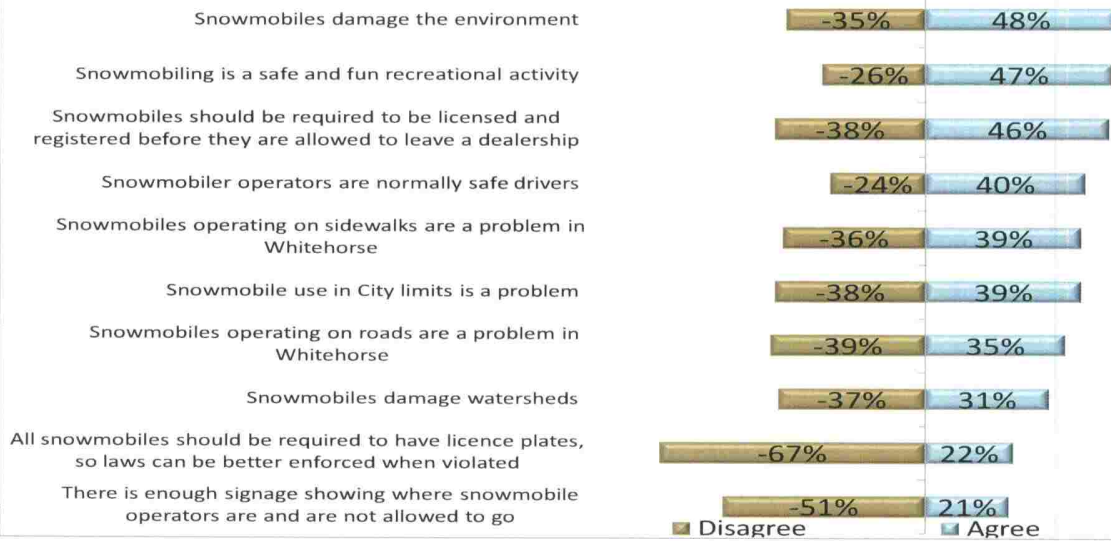 Snowmobiles damage the environment -35% 48%
Snowmobiling is a safe and fun recreational activity -26% 47%
Snowmobiles should be required to be licensed and
registered before they are allowed to leave a dealership -38% 46%
Snowmobiler operators are normally safe drivers -24% 40%
Snowmobiles operating on sidewalks are a problem in
Whitehorse -36% 39%
Snowmobile use in City limits is a problem -38% 39%
Snowmobiles operating on roads are a problem in
Whitehorse -39% 35%
Snowmobiles damage watersheds -37% 31%
All snowmobiles should be required to have licence plates,
so laws can be better enforced when violated -67% 22%
There is enough signage showing where snowmobile
operators are and are not allowed to go -51% 21%
Disagree Agree